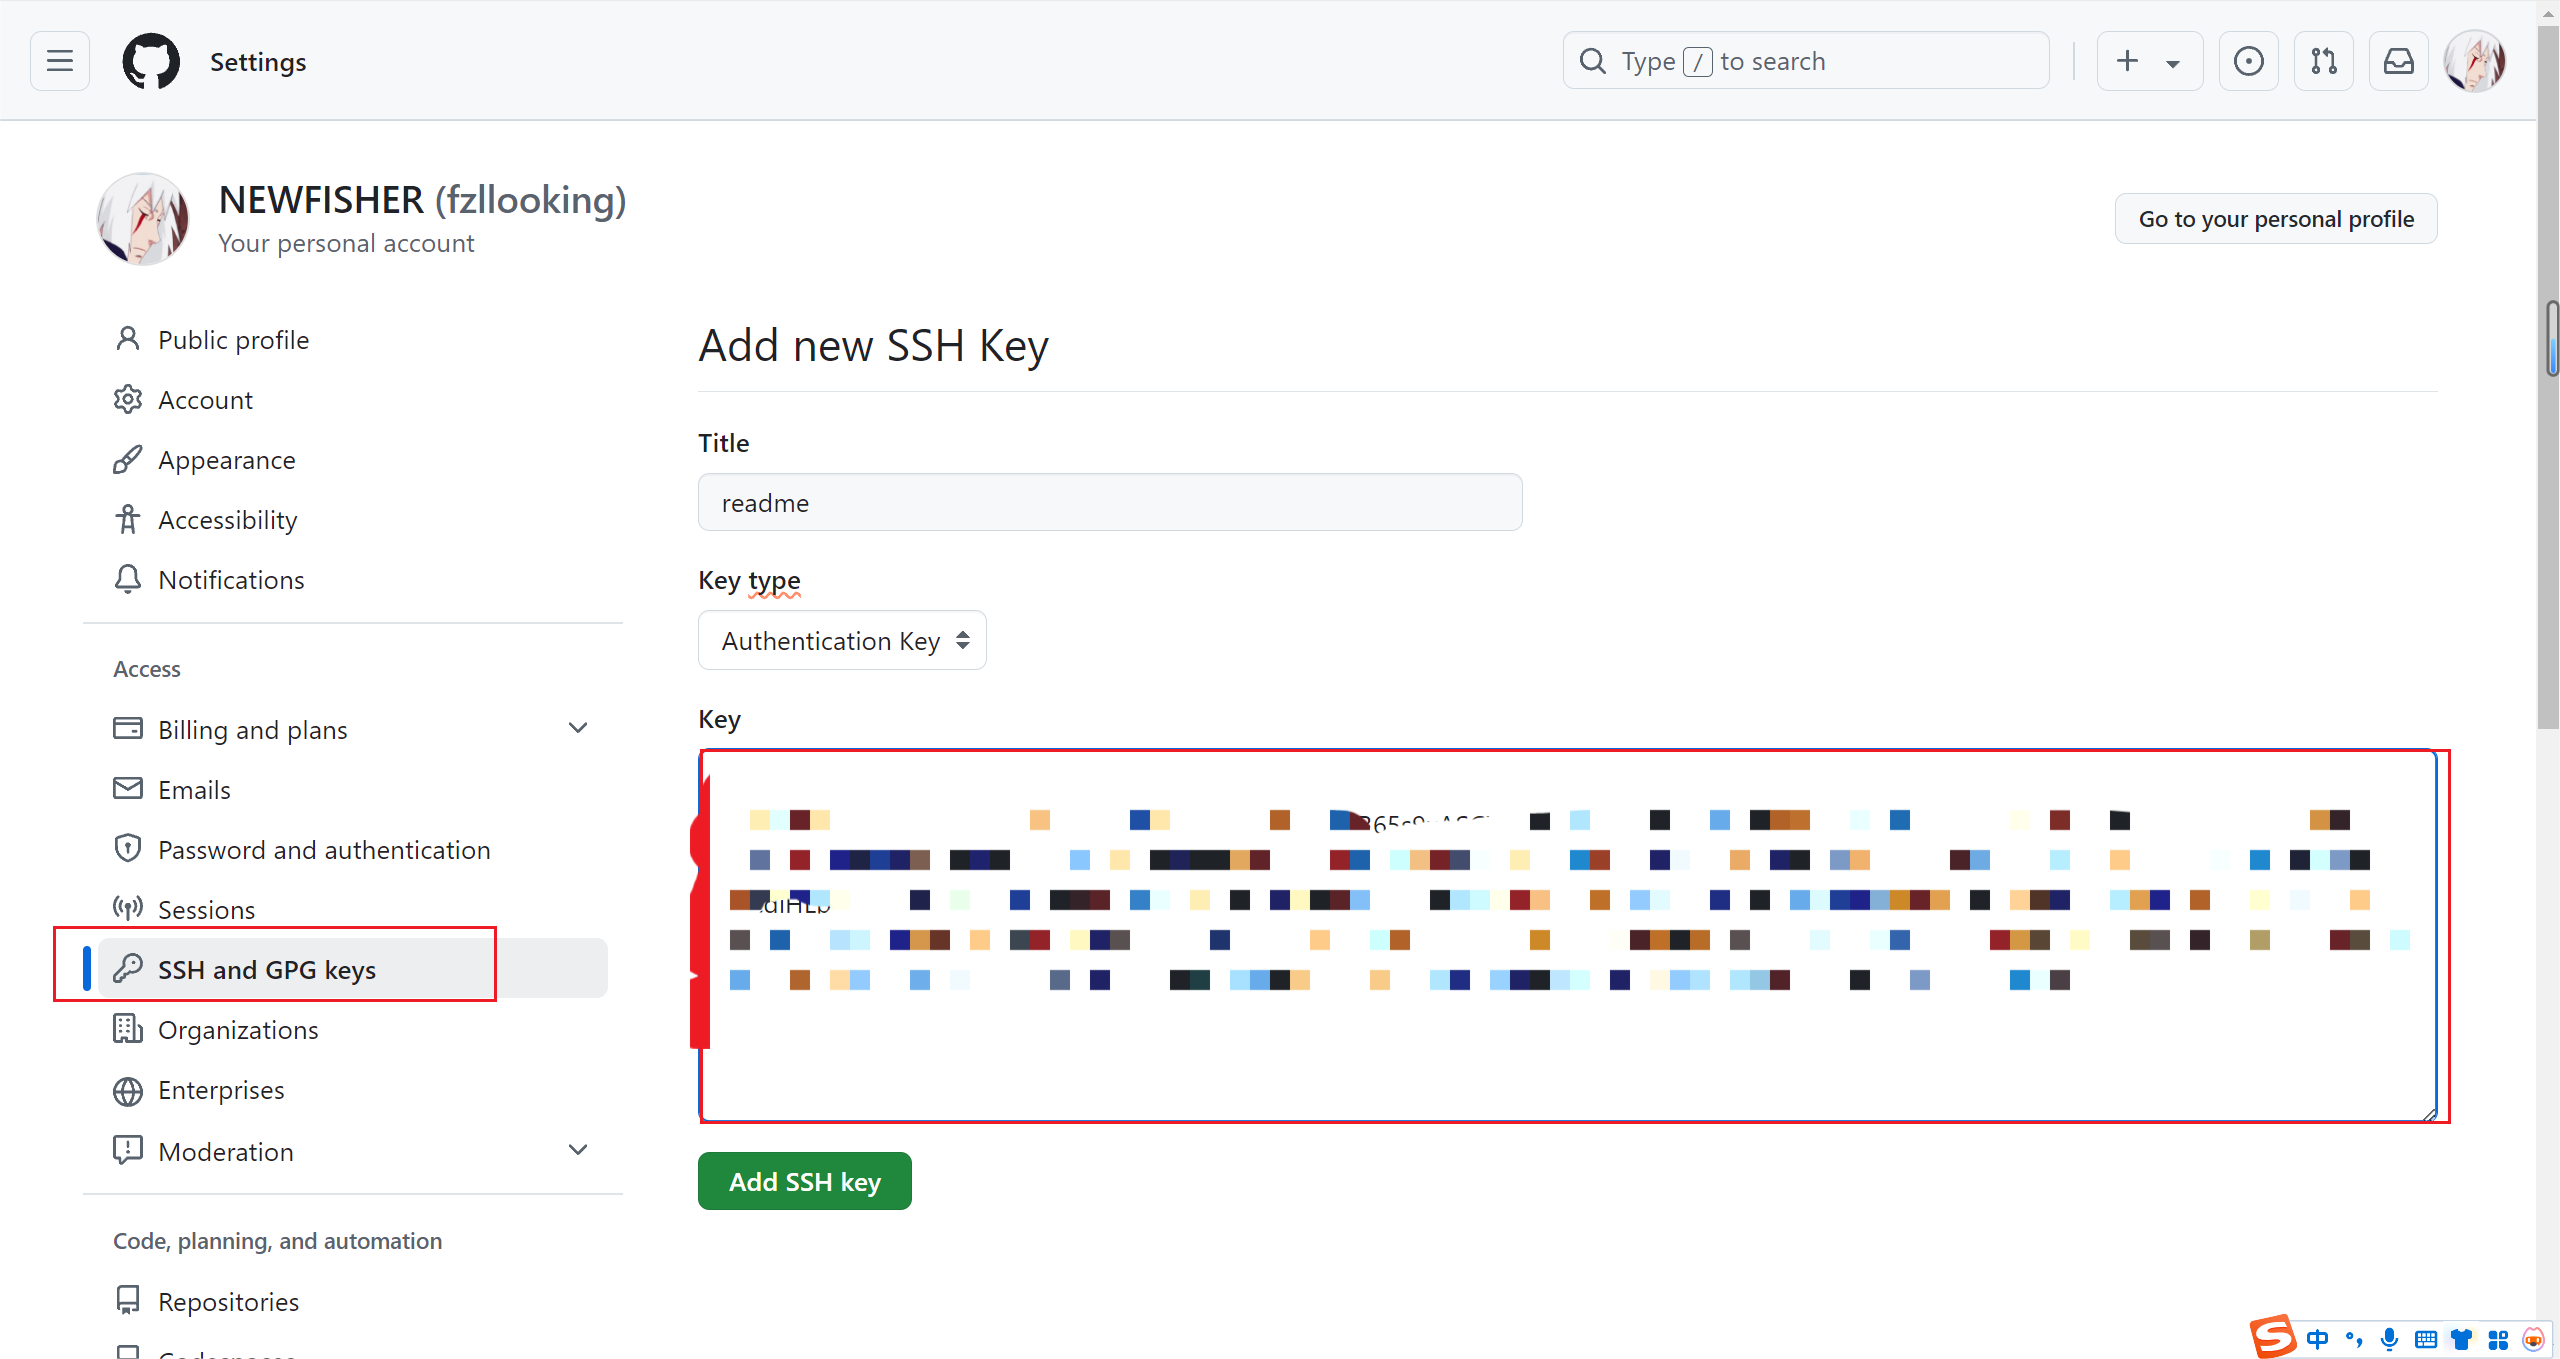 Settings
Type / to search
NEWFISHER (fzllooking)
Your personal account
Go to your personal profile
Public profile
Account
Appearance
Accessibility
Notifications
Access
Billing and plans
Emails
Password and authentication
Sessions
SSH and GPG keys
Organizations
Enterprises
Moderation
Code, planning, and automation
Repositories
Add new SSH Key
Title
readme
Key type
Authentication Key
Key
Add SSH key
中